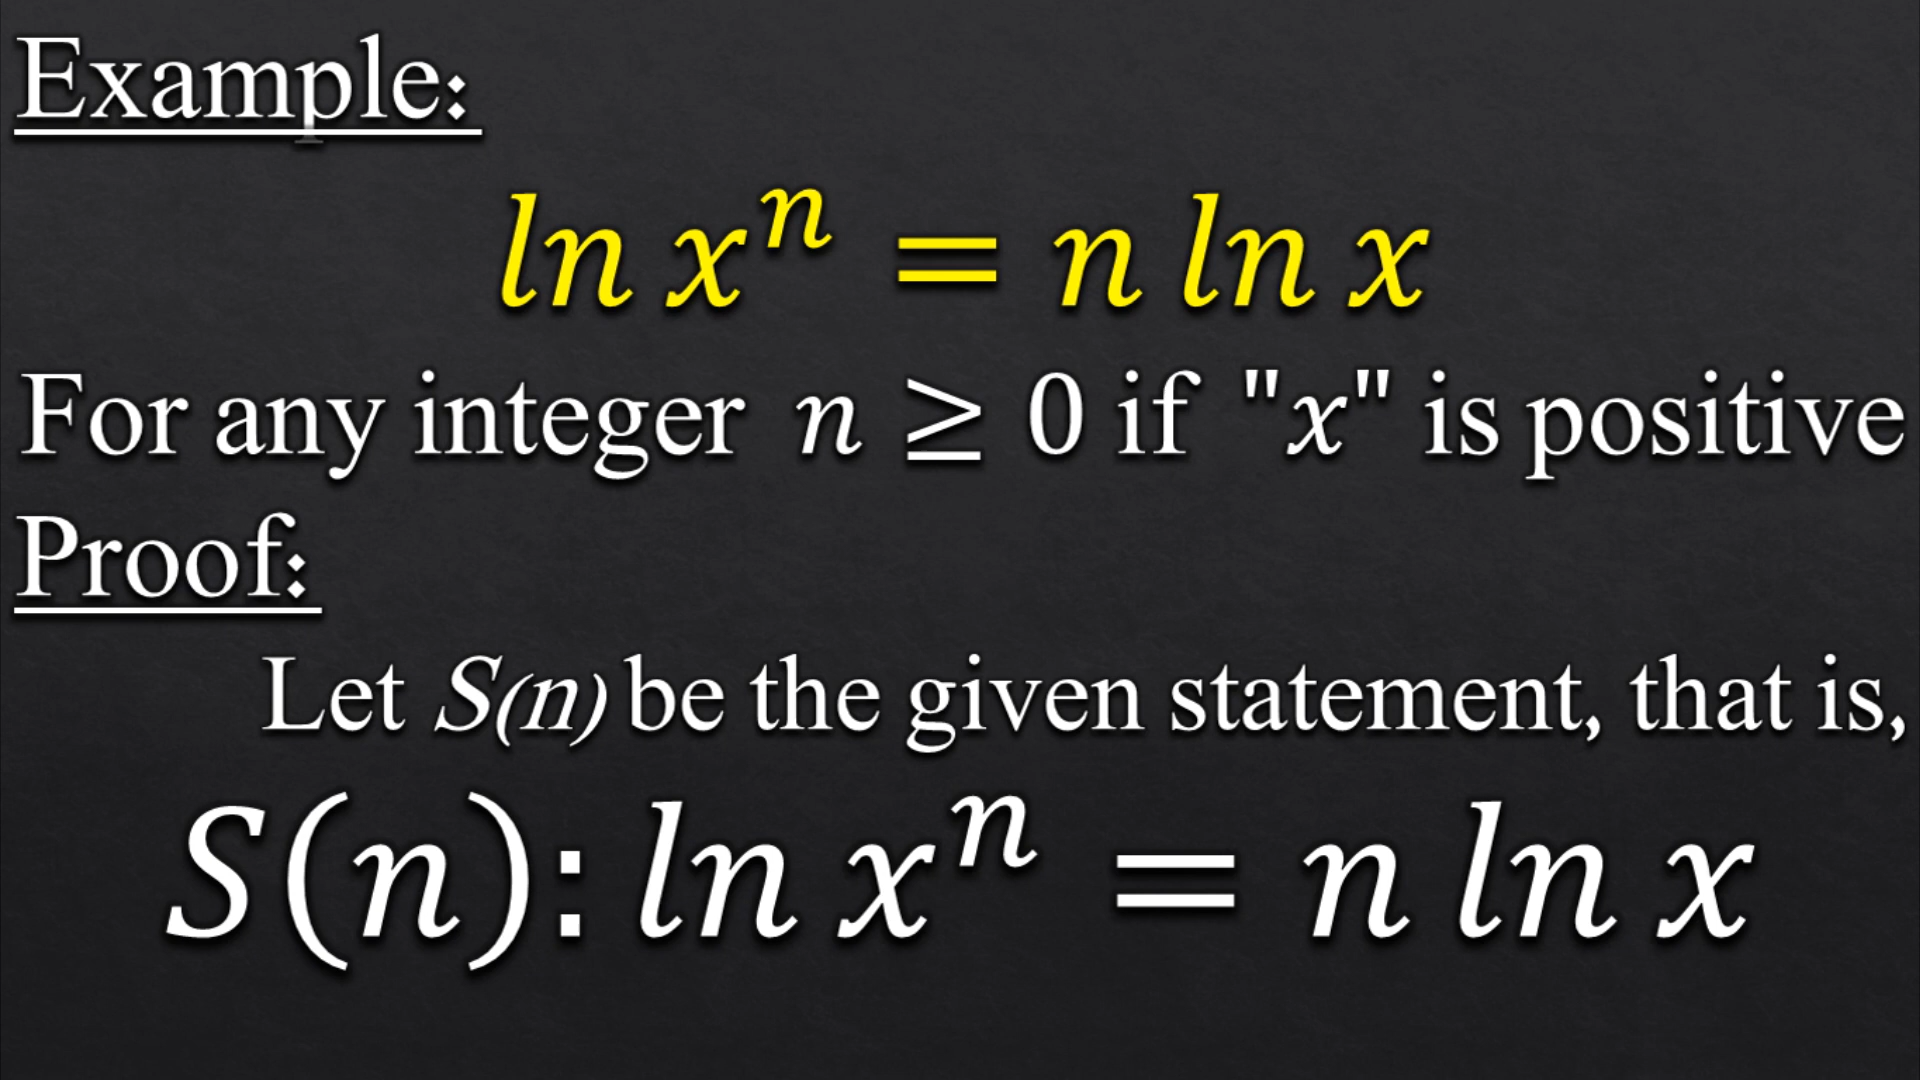 Example:
ln xⁿ = n ln x
For any integer n ≥ 0 if "x" is positive
Proof:
Let S(n) be the given statement, that is,
S(n): ln xⁿ = n ln x